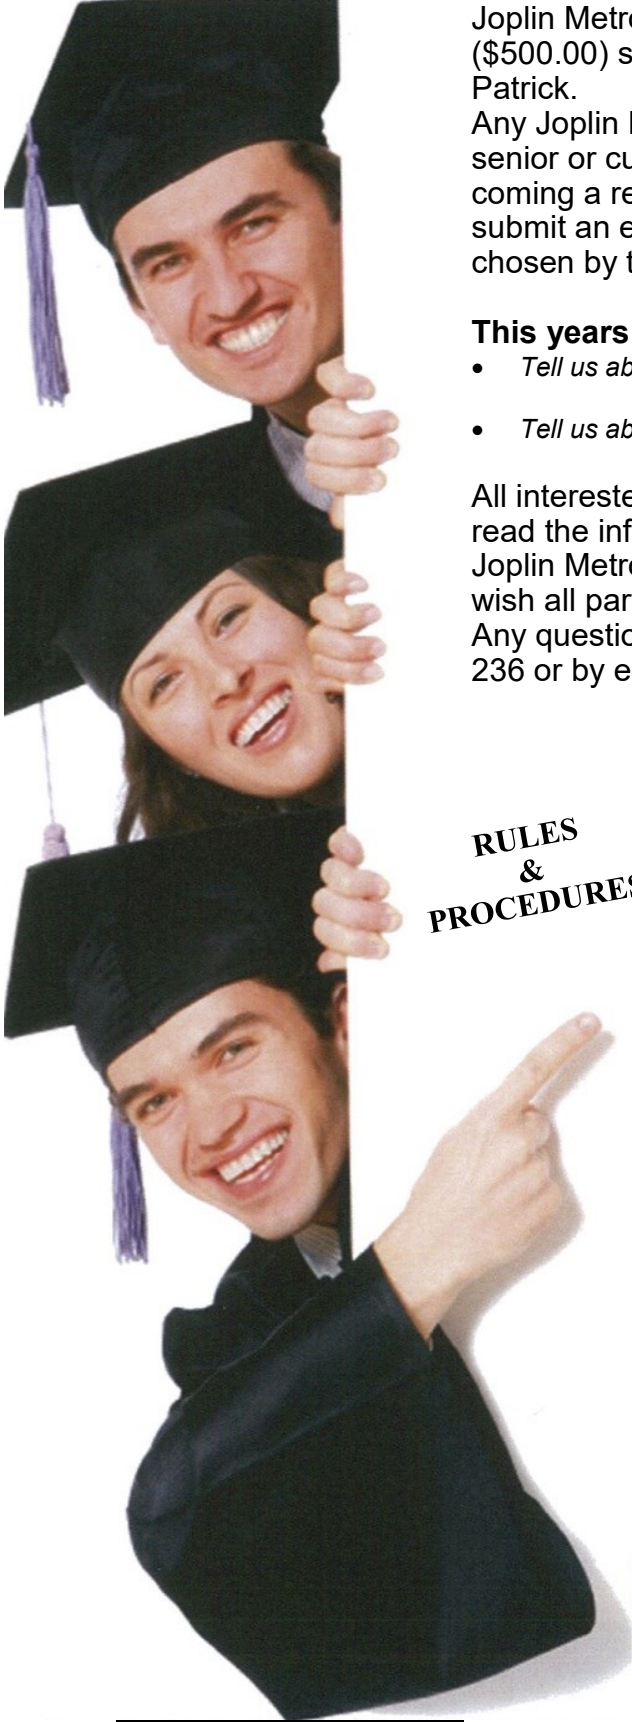 Joplin Metr
($500.00) s
Patrick.
Any Joplin
senior or cu
coming a re
submit an e
chosen by t
This years
• Tell us ab
• Tell us ab
All intereste
read the inf
Joplin Metr
wish all par
Any questio
236 or by e
RULES
&
PROCEDURES